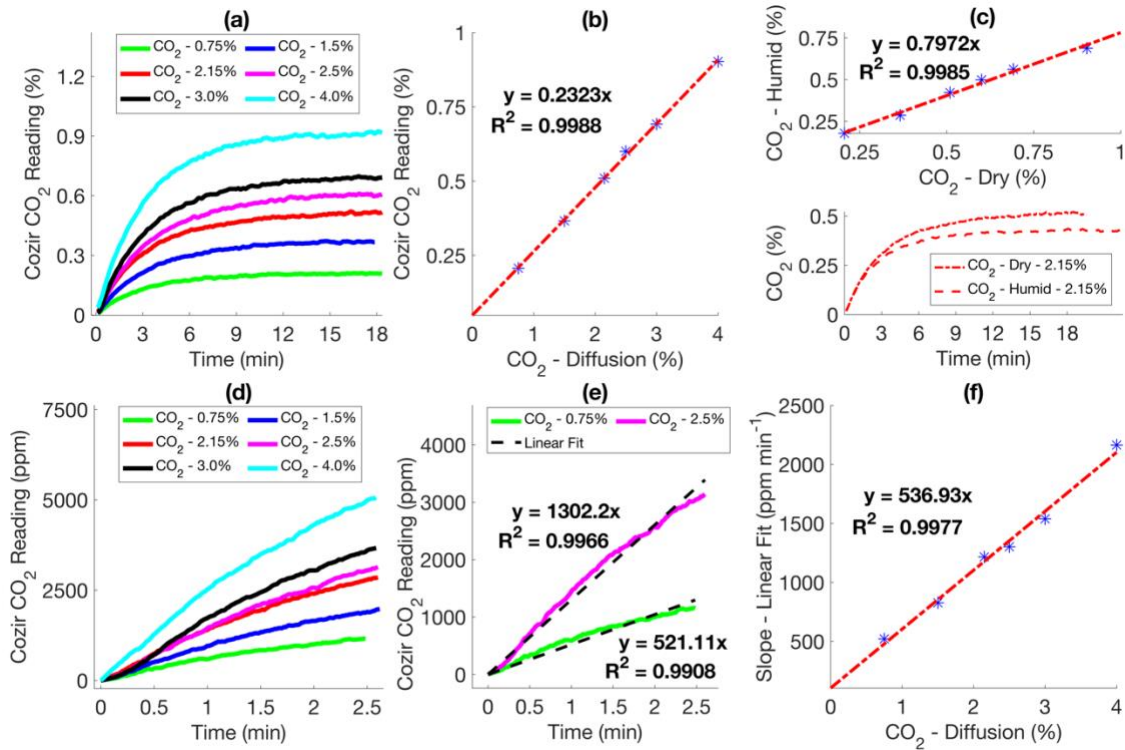 (a)
CO2 - 0.75%
CO2 - 1.5%
CO2 - 2.15%
CO2 - 2.5%
CO2 - 3.0%
CO2 - 4.0%
Cozir CO2 Reading (%)
1.2
0.9
0.6
0.3
0
0 3 6 9 12 15 18
Time (min)
(b)
y = 0.2323x
R2 = 0.9988
Cozir CO2 Reading (%)
1
0.75
0.5
0.25
0 1 2 3 4
CO2 - Diffusion (%)
(c)
y = 0.7972x
R2 = 0.9985
CO2 - Humid (%)
0.75
0.5
0.25
0.25 0.5 0.75 1
CO2 - Dry (%)
CO2 (%)
0.5
0.25
0
CO2 - Dry - 2.15%
CO2 - Humid - 2.15%
0 3 6 9 12 15 18
Time (min)
(d)
CO2 - 0.75%
CO2 - 1.5%
CO2 - 2.15%
CO2 - 2.5%
CO2 - 3.0%
CO2 - 4.0%
Cozir CO2 Reading (ppm)
7500
5000
2500
0
0 0.5 1 1.5 2 2.5
Time (min)
(e)
CO2 - 0.75%
CO2 - 2.5%
Linear Fit
y = 1302.2x
R2 = 0.9966
y = 521.11x
R2 = 0.9908
Cozir CO2 Reading (ppm)
4000
3000
2000
1000
0
0 0.5 1 1.5 2 2.5
Time (min)
(f)
y = 536.93x
R2 = 0.9977
Slope - Linear Fit (ppm min-1)
2500
2000
1500
1000
500
0 1 2 3 4
CO2 - Diffusion (%)